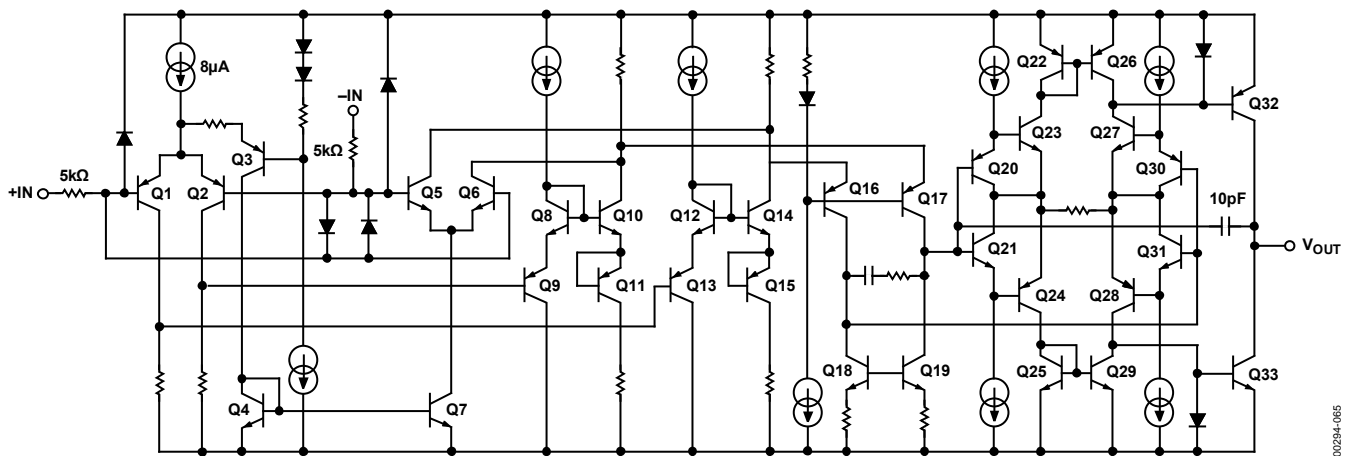 8µA
–IN
5kΩ
+IN
5kΩ
Q1
Q2
Q3
Q4
Q5
Q6
Q7
Q8
Q9
Q10
Q11
Q12
Q13
Q14
Q15
Q16
Q17
Q18
Q19
Q20
Q21
Q22
Q23
Q24
Q25
Q26
Q27
Q28
Q29
Q30
Q31
Q32
Q33
10pF
VOUT
00294-065